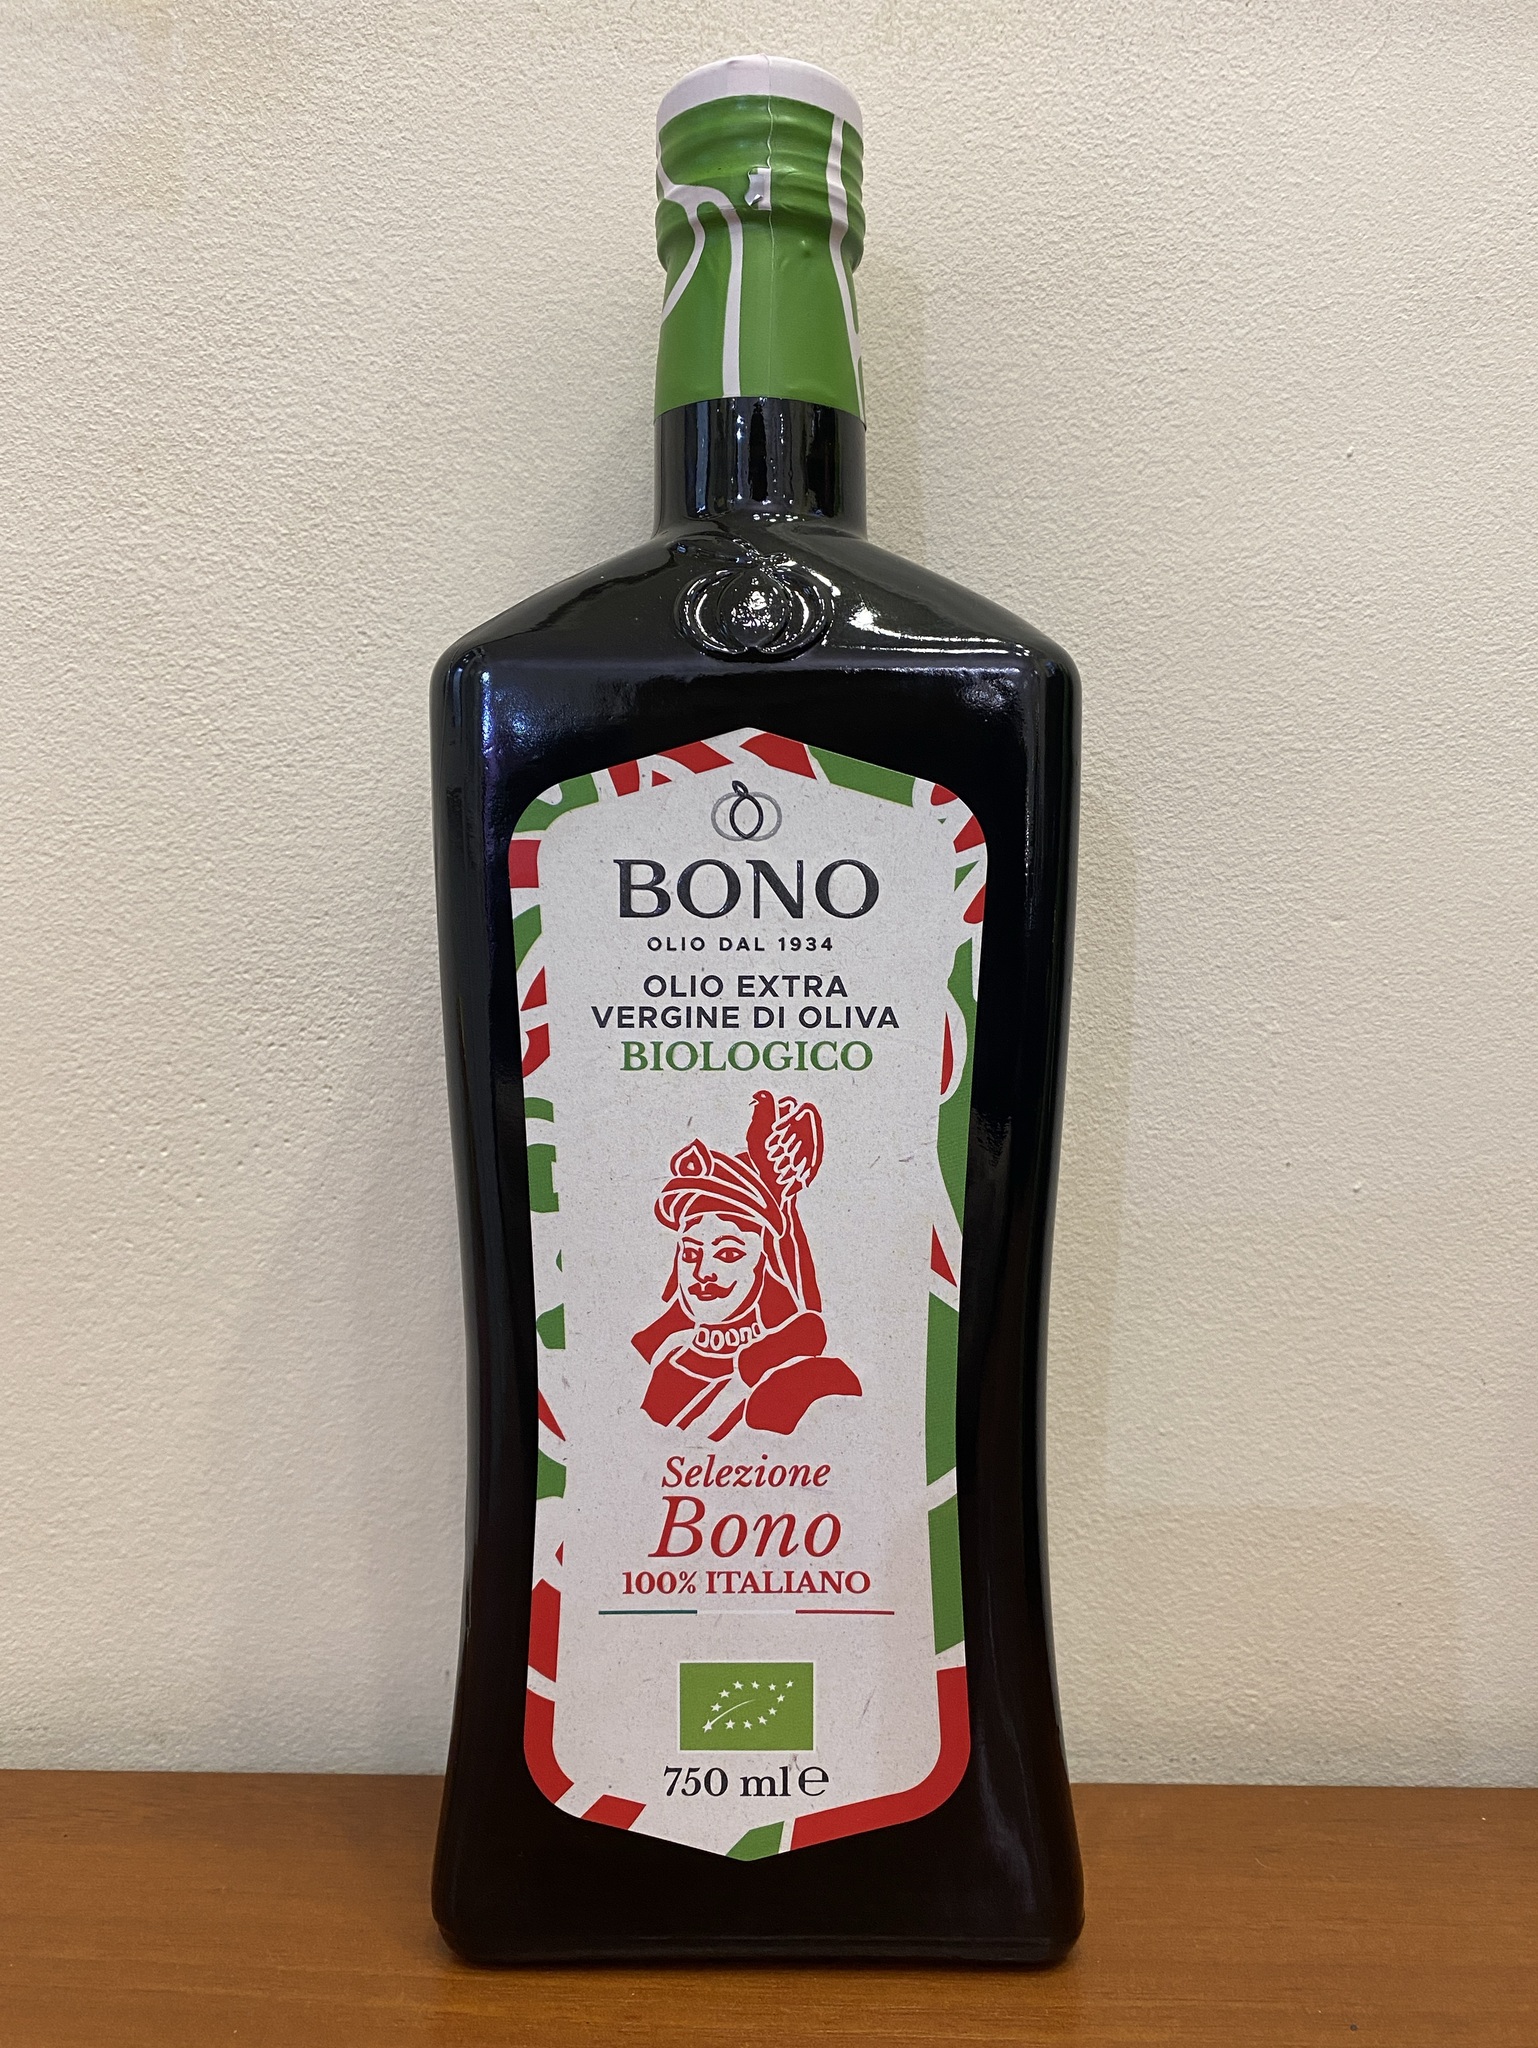 BONO
OLIO DAL 1934
OLIO EXTRA
VERGINE DI OLIVA
BIOLOGICO
Selezione
Bono
100% ITALIANO
750 ml ℮